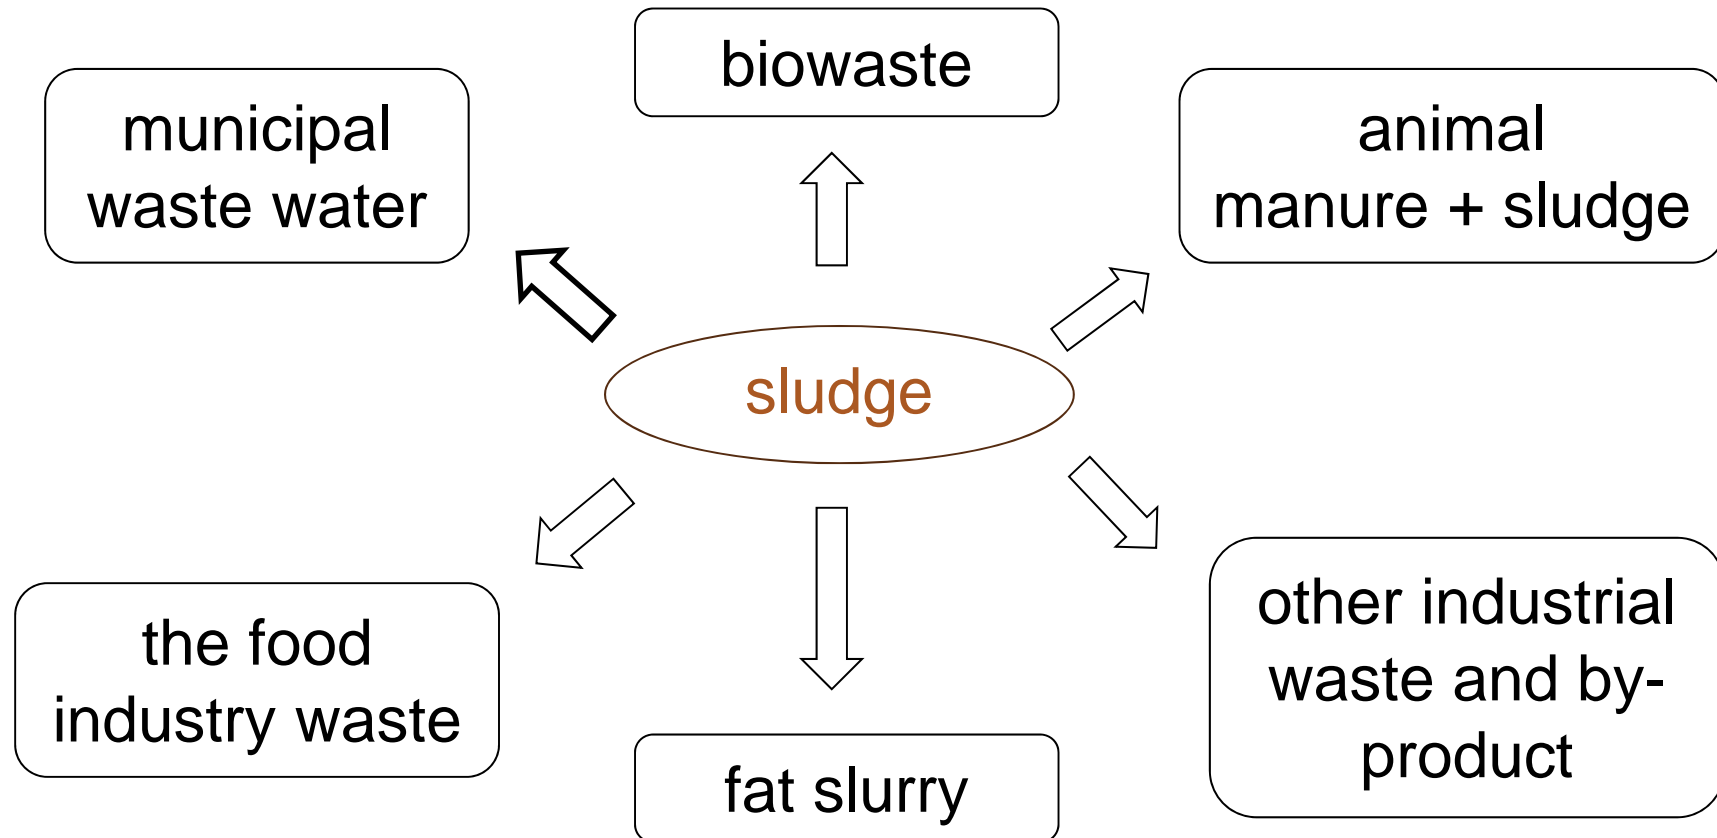 biowaste
municipal
waste water
animal
manure + sludge
sludge
the food
industry waste
other industrial
waste and by-
product
fat slurry